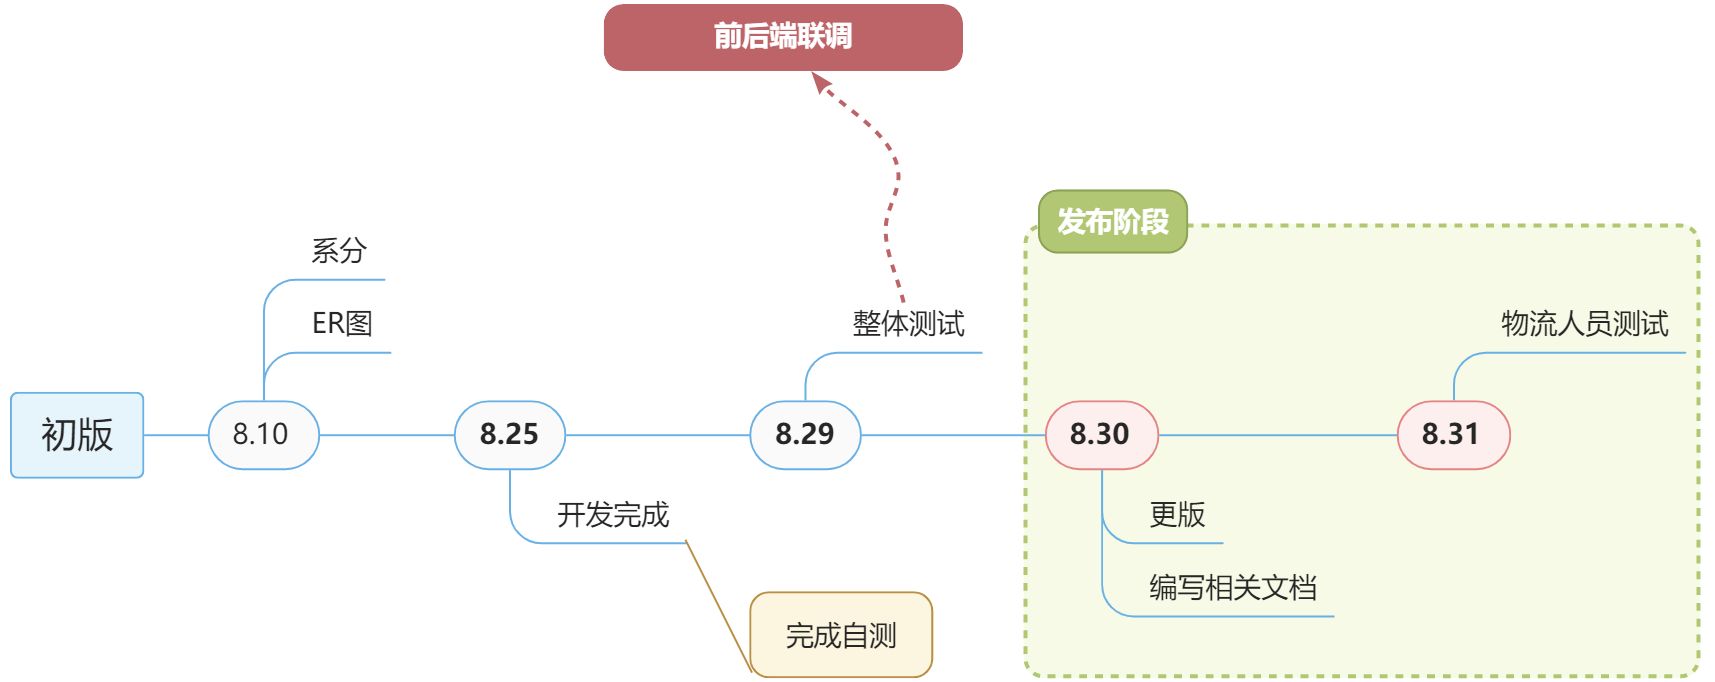 前后端联调
发布阶段
系分
ER图
整体测试
物流人员测试
初版
8.10
8.25
8.29
8.30
8.31
开发完成
更版
编写相关文档
完成自测